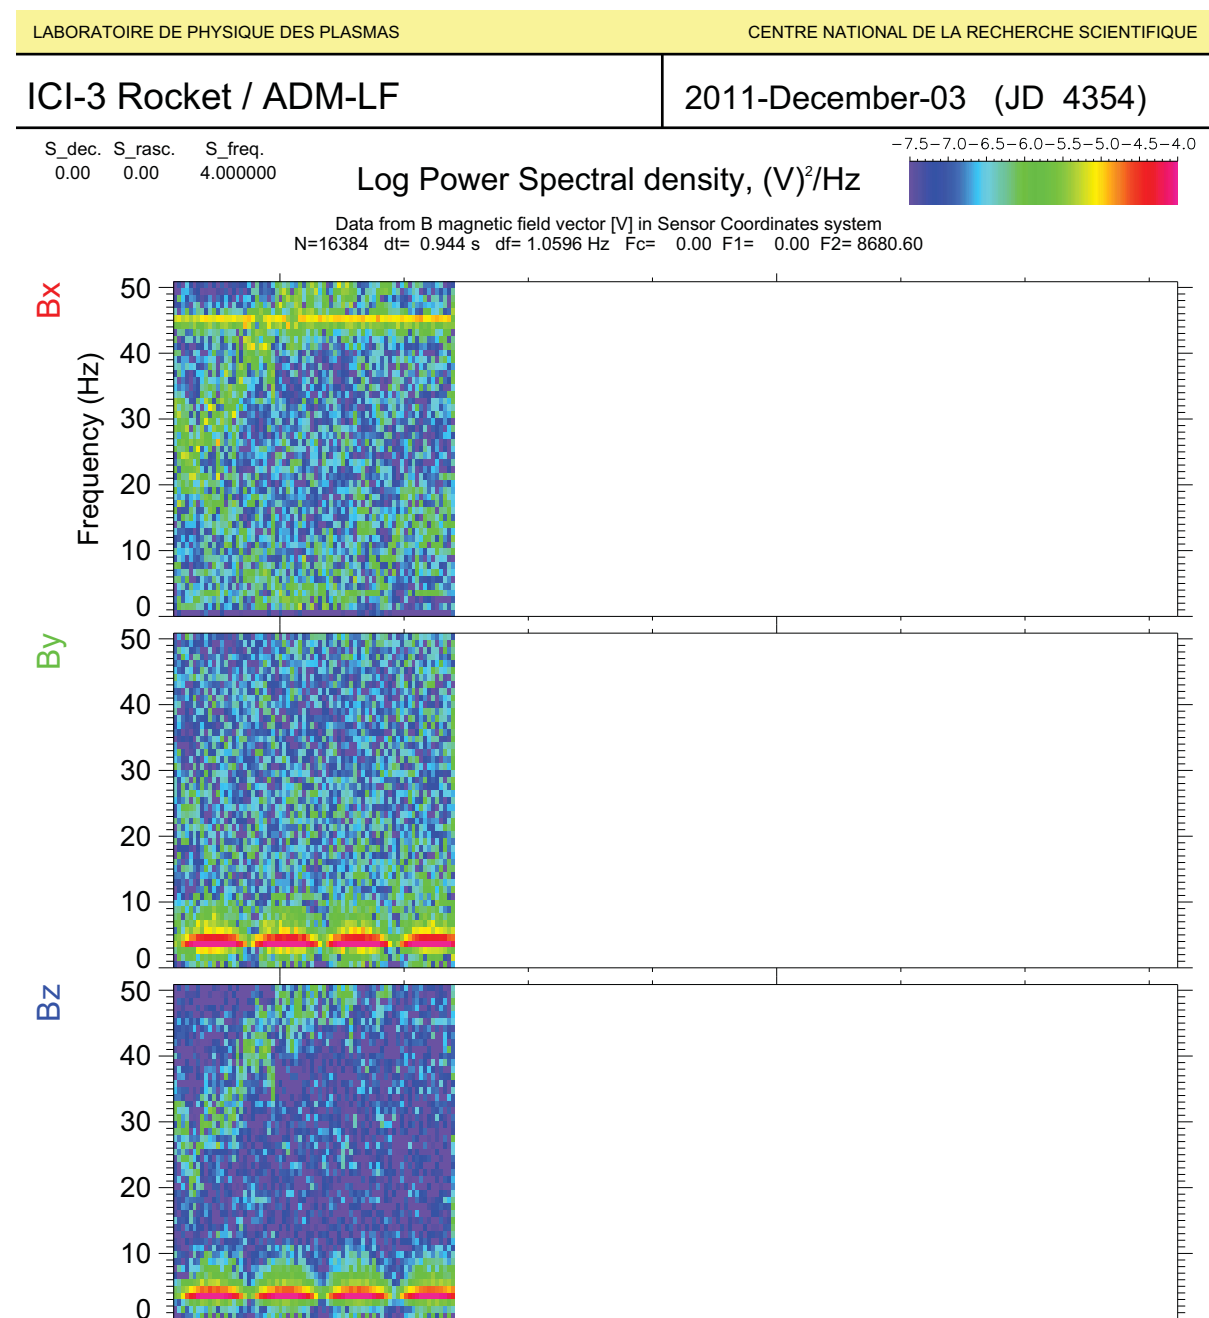 LABORATOIRE DE PHYSIQUE DES PLASMAS CENTRE NATIONAL DE LA RECHERCHE SCIENTIFIQUE
ICI-3 Rocket / ADM-LF 2011-December-03 (JD 4354)
S_dec. S_rasc. S_freq.
0.00 0.00 4.000000
-7.5-7.0-6.5-6.0-5.5-5.0-4.5-4.0
Log Power Spectral density, (V)²/Hz
Data from B magnetic field vector [V] in Sensor Coordinates system
N=16384 dt= 0.944 s df= 1.0596 Hz Fc= 0.00 F1= 0.00 F2= 8680.60
Bx
Frequency (Hz)
50
40
30
20
10
0
By
50
40
30
20
10
0
Bz
50
40
30
20
10
0